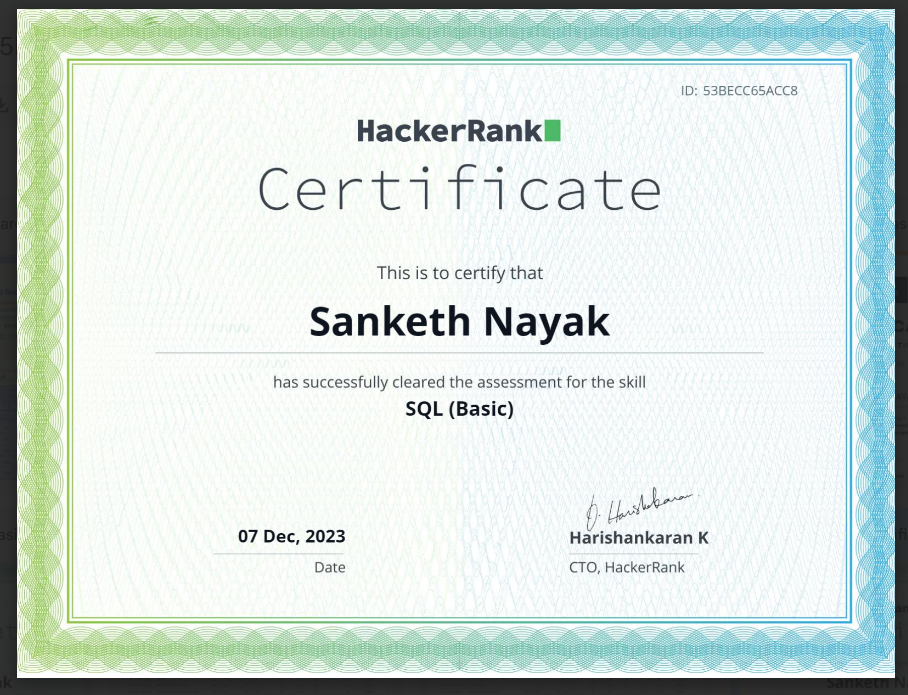 ID: 53BECC65ACC8
HackerRank
Certificate
This is to certify that
Sanketh Nayak
has successfully cleared the assessment for the skill
SQL (Basic)
07 Dec, 2023
Date
Harishankaran K
CTO, HackerRank
Sanketh N